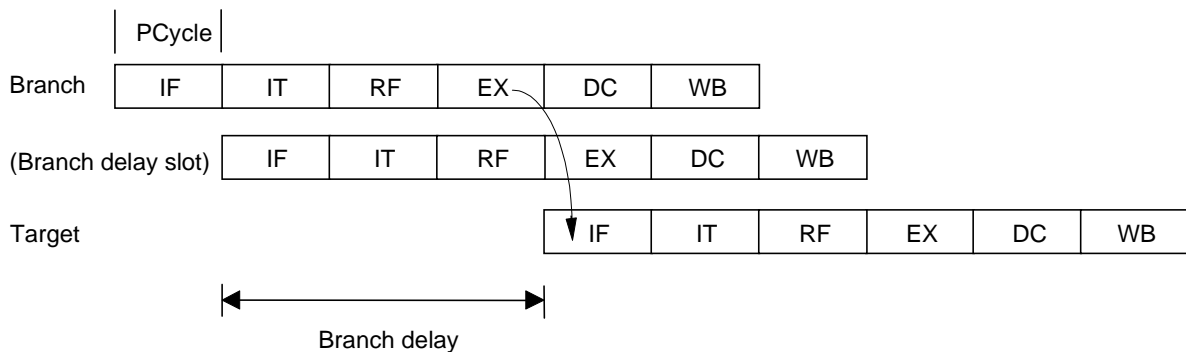 PCycle
Branch IF IT RF EX DC WB
(Branch delay slot) IF IT RF EX DC WB
Target IF IT RF EX DC WB
Branch delay